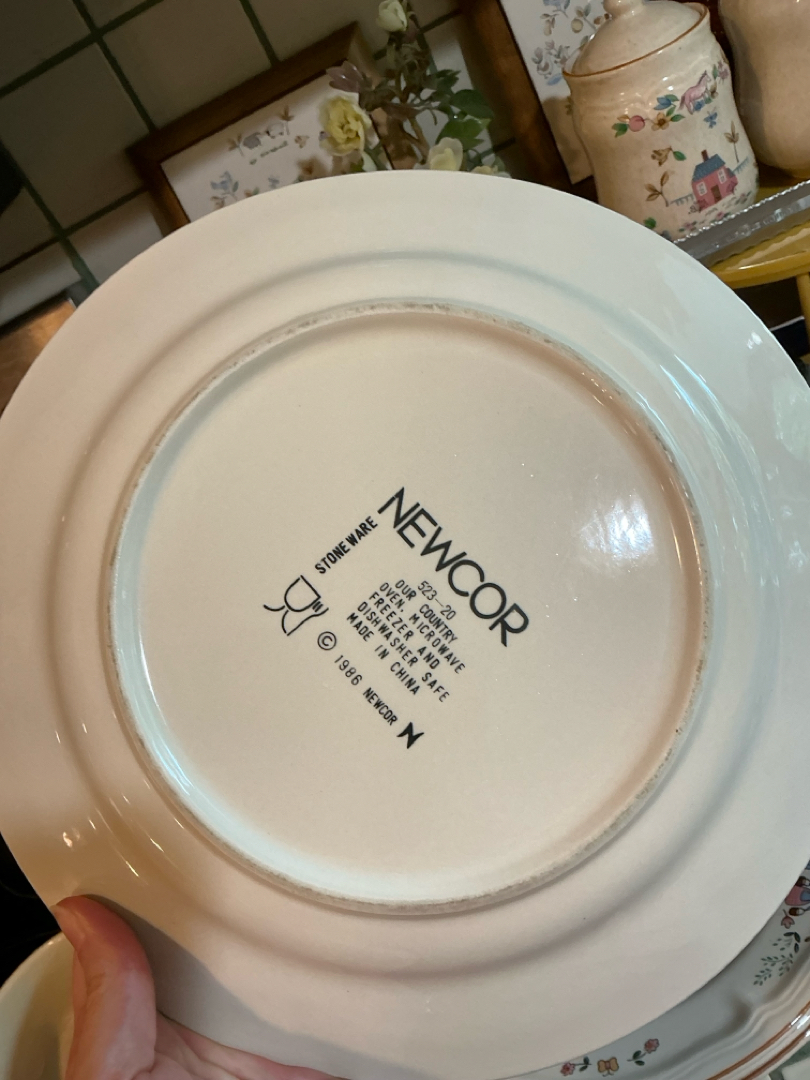 STONEWARE
NEWCOR
523-20
OUR COUNTRY
OVEN, MICROWAVE
FREEZER AND
DISHWASHER SAFE
MADE IN CHINA
© 1986 NEWCOR N